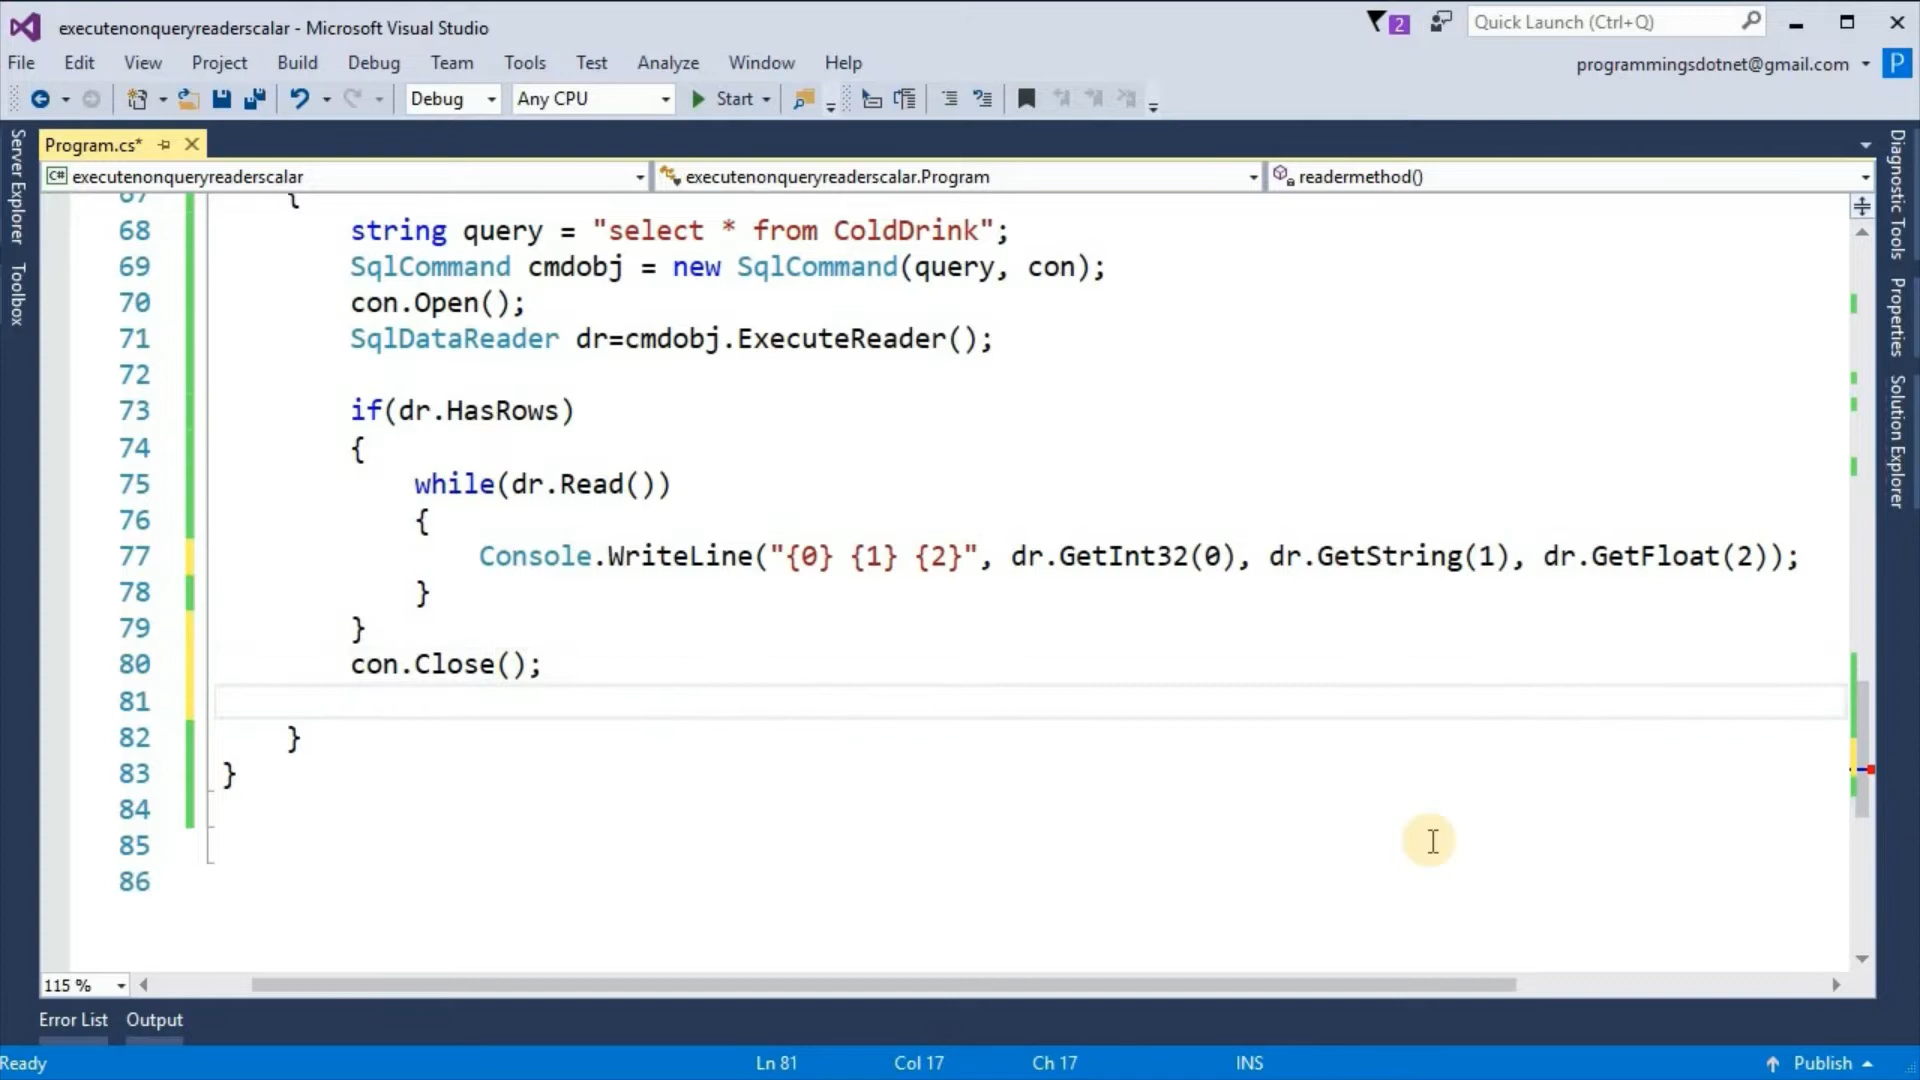 executenonqueryreaderscalar - Microsoft Visual Studio
2
Quick Launch (Ctrl+Q)
File Edit View Project Build Debug Team Tools Test Analyze Window Help
programmingsdotnet@gmail.com
P
Debug Any CPU Start
Server Explorer
Toolbox
Program.cs*
C# executenonqueryreaderscalar
executenonqueryreaderscalar.Program
readermethod()
67 {
68 string query = "select * from ColdDrink";
69 SqlCommand cmdobj = new SqlCommand(query, con);
70 con.Open();
71 SqlDataReader dr=cmdobj.ExecuteReader();
72
73 if(dr.HasRows)
74 {
75 while(dr.Read())
76 {
77 Console.WriteLine("{0} {1} {2}", dr.GetInt32(0), dr.GetString(1), dr.GetFloat(2));
78 }
79 }
80 con.Close();
81
82 }
83 }
84
85
86
115 %
Diagnostic Tools
Properties
Solution Explorer
Error List Output
Ready Ln 81 Col 17 Ch 17 INS Publish